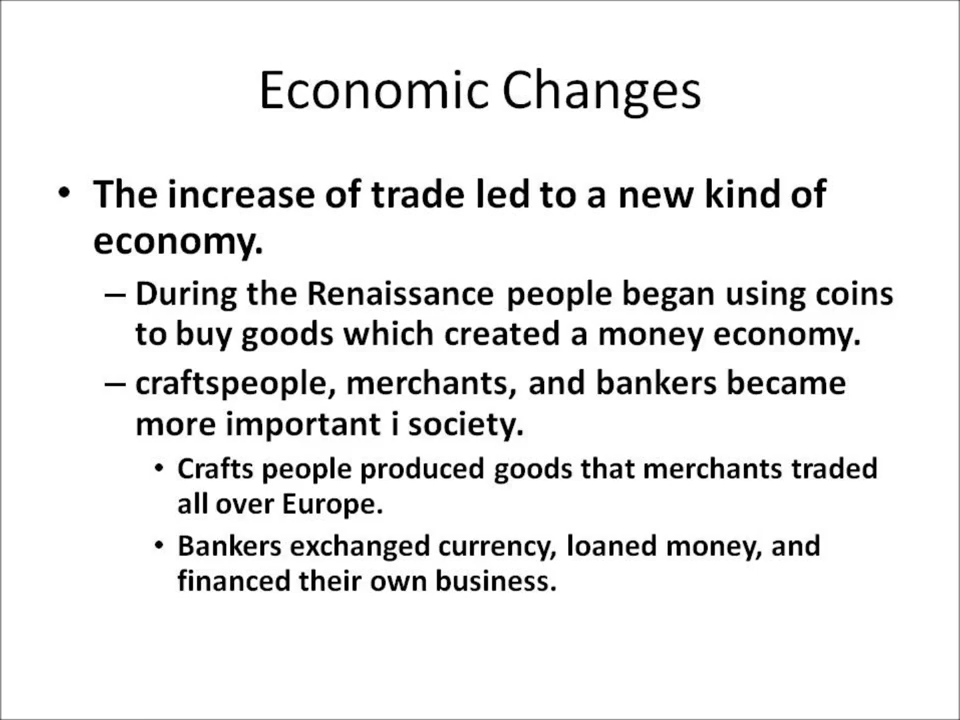 Economic Changes
• The increase of trade led to a new kind of
economy.
– During the Renaissance people began using coins
to buy goods which created a money economy.
– craftspeople, merchants, and bankers became
more important i society.
• Crafts people produced goods that merchants traded
all over Europe.
• Bankers exchanged currency, loaned money, and
financed their own business.